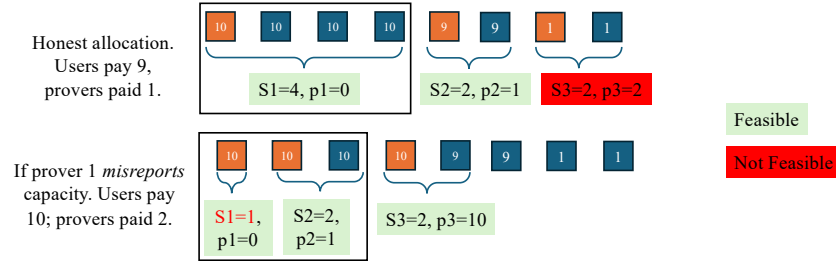 10 10 10 10 9 9 1 1
Honest allocation.
Users pay 9,
provers paid 1.
S1=4, p1=0 S2=2, p2=1 S3=2, p3=2
Feasible
Not Feasible
10 10 10 10 9 9 1 1
If prover 1 misreports
capacity. Users pay
10; provers paid 2.
S1=1,
p1=0
S2=2,
p2=1
S3=2, p3=10